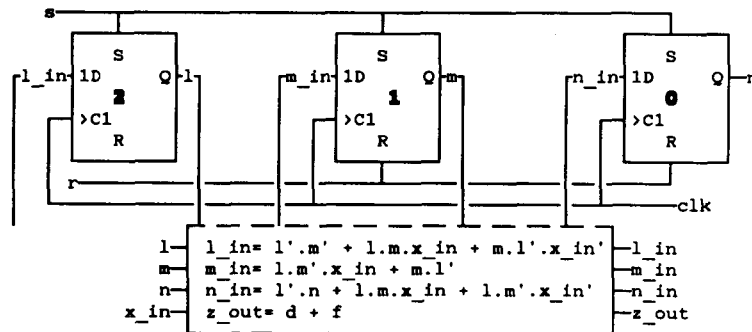 s
S S S
l_in 1D Q l m_in 1D Q m n_in 1D Q n
2 1 0
>C1 >C1 >C1
R R R
r
clk
l l_in= l'.m' + l.m.x_in + m.l'.x_in' l_in
m m_in= l.m'.x_in + m.l' m_in
n n_in= l'.n + l.m.x_in + l.m'.x_in' n_in
x_in z_out= d + f z_out